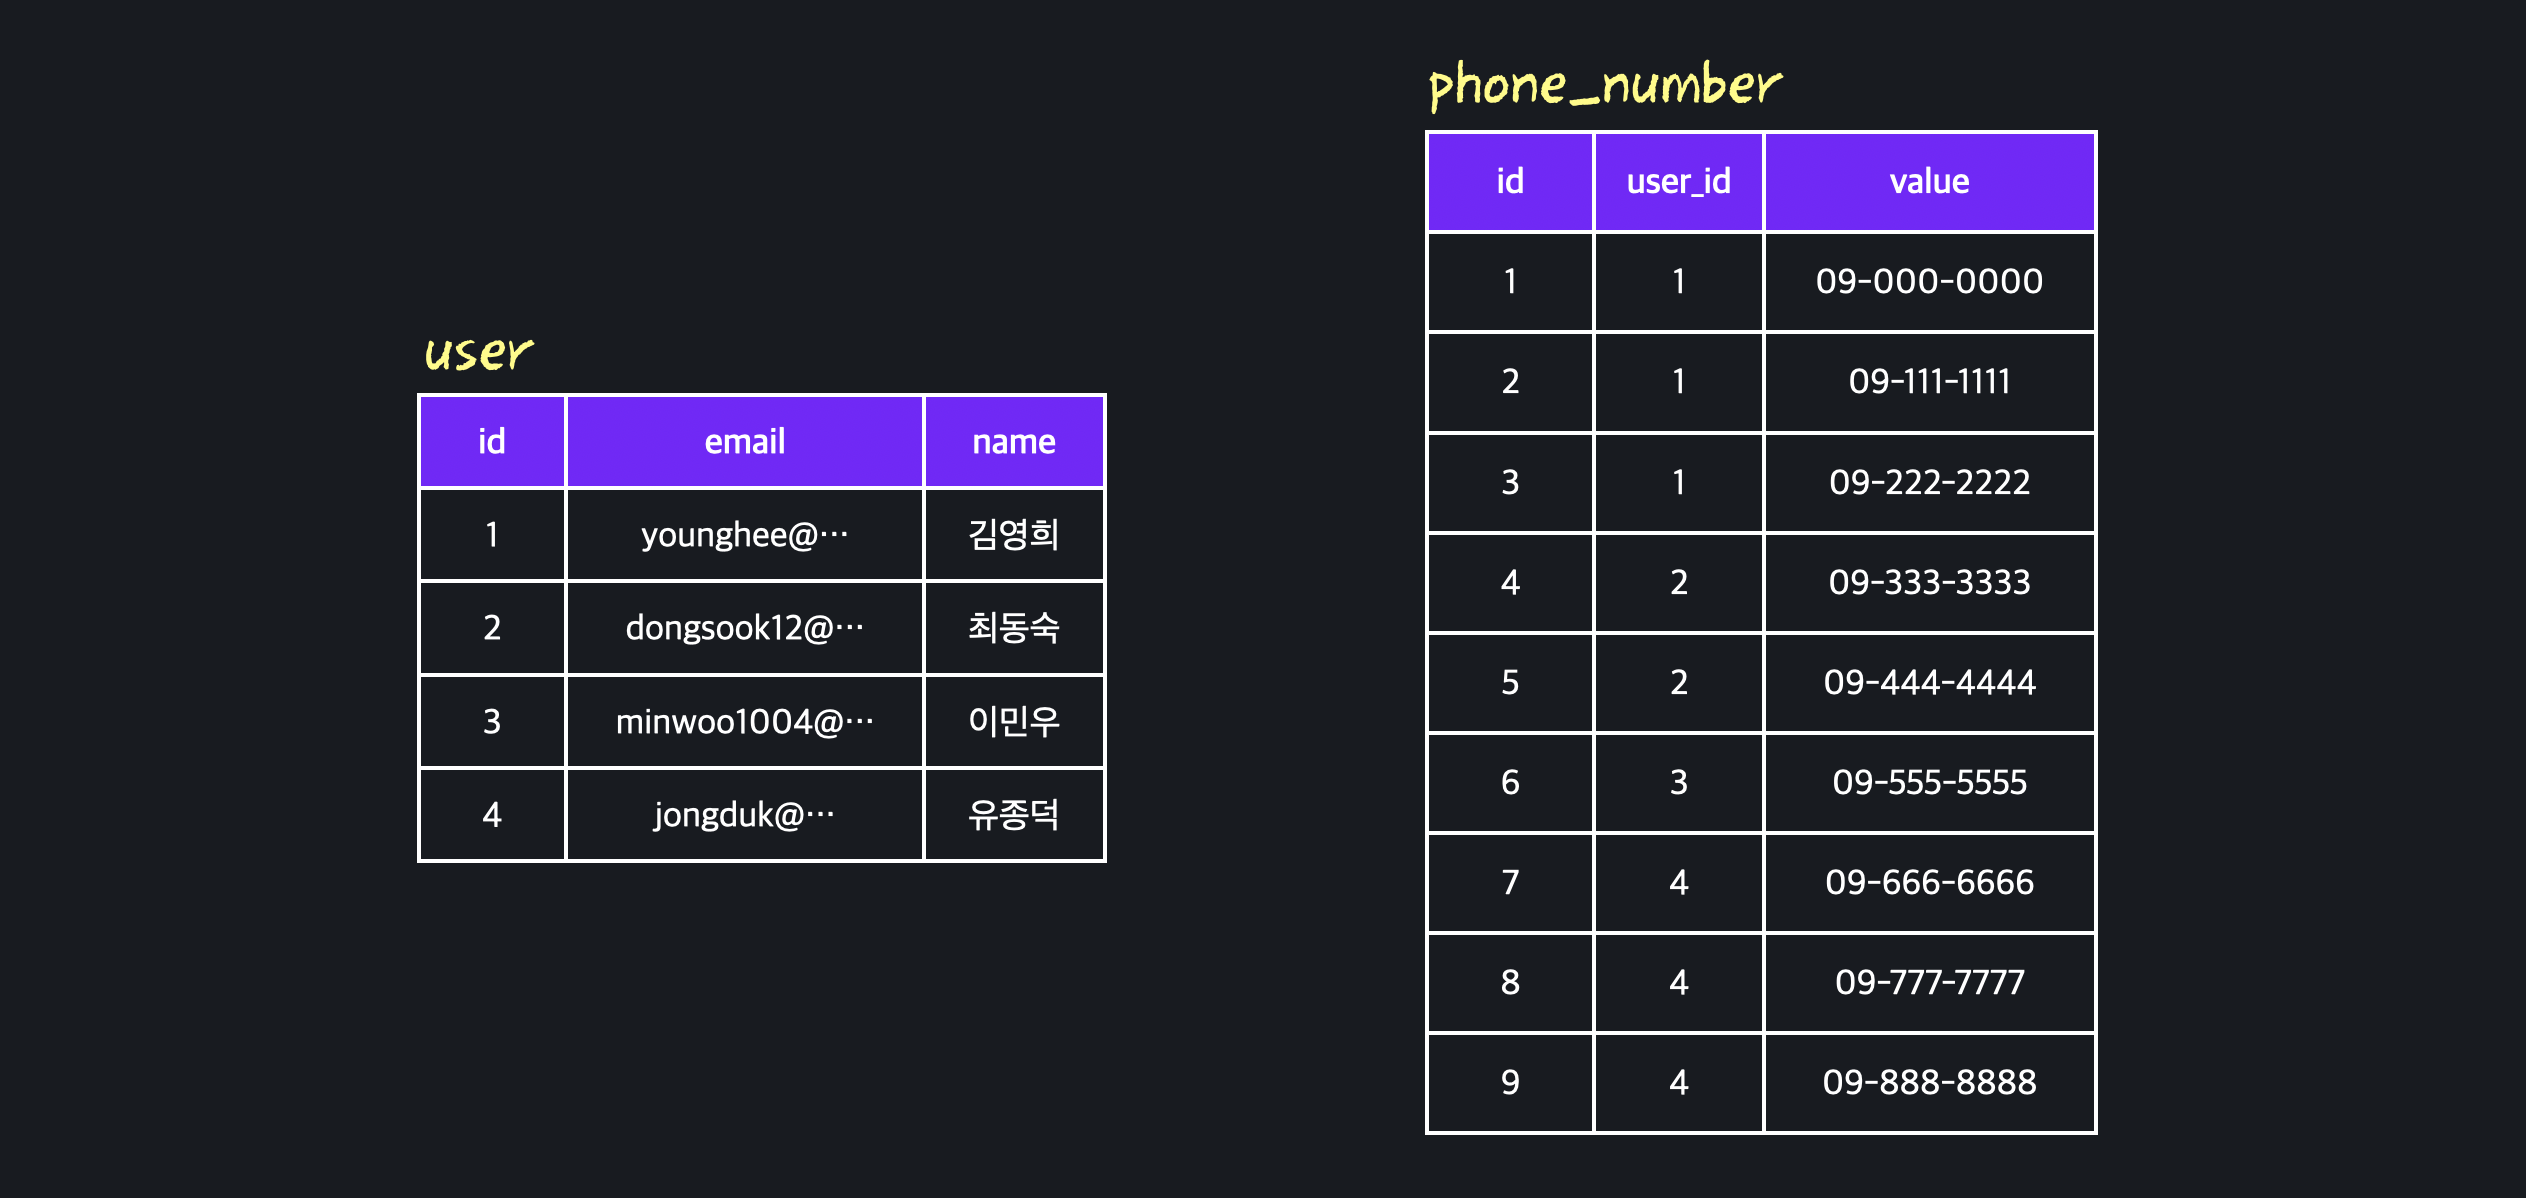 user
id email name
1 younghee@⋯ 김영희
2 dongsook12@⋯ 최동숙
3 minwoo1004@⋯ 이민우
4 jongduk@⋯ 유종덕
phone_number
id user_id value
1 1 09-000-0000
2 1 09-111-1111
3 1 09-222-2222
4 2 09-333-3333
5 2 09-444-4444
6 3 09-555-5555
7 4 09-666-6666
8 4 09-777-7777
9 4 09-888-8888